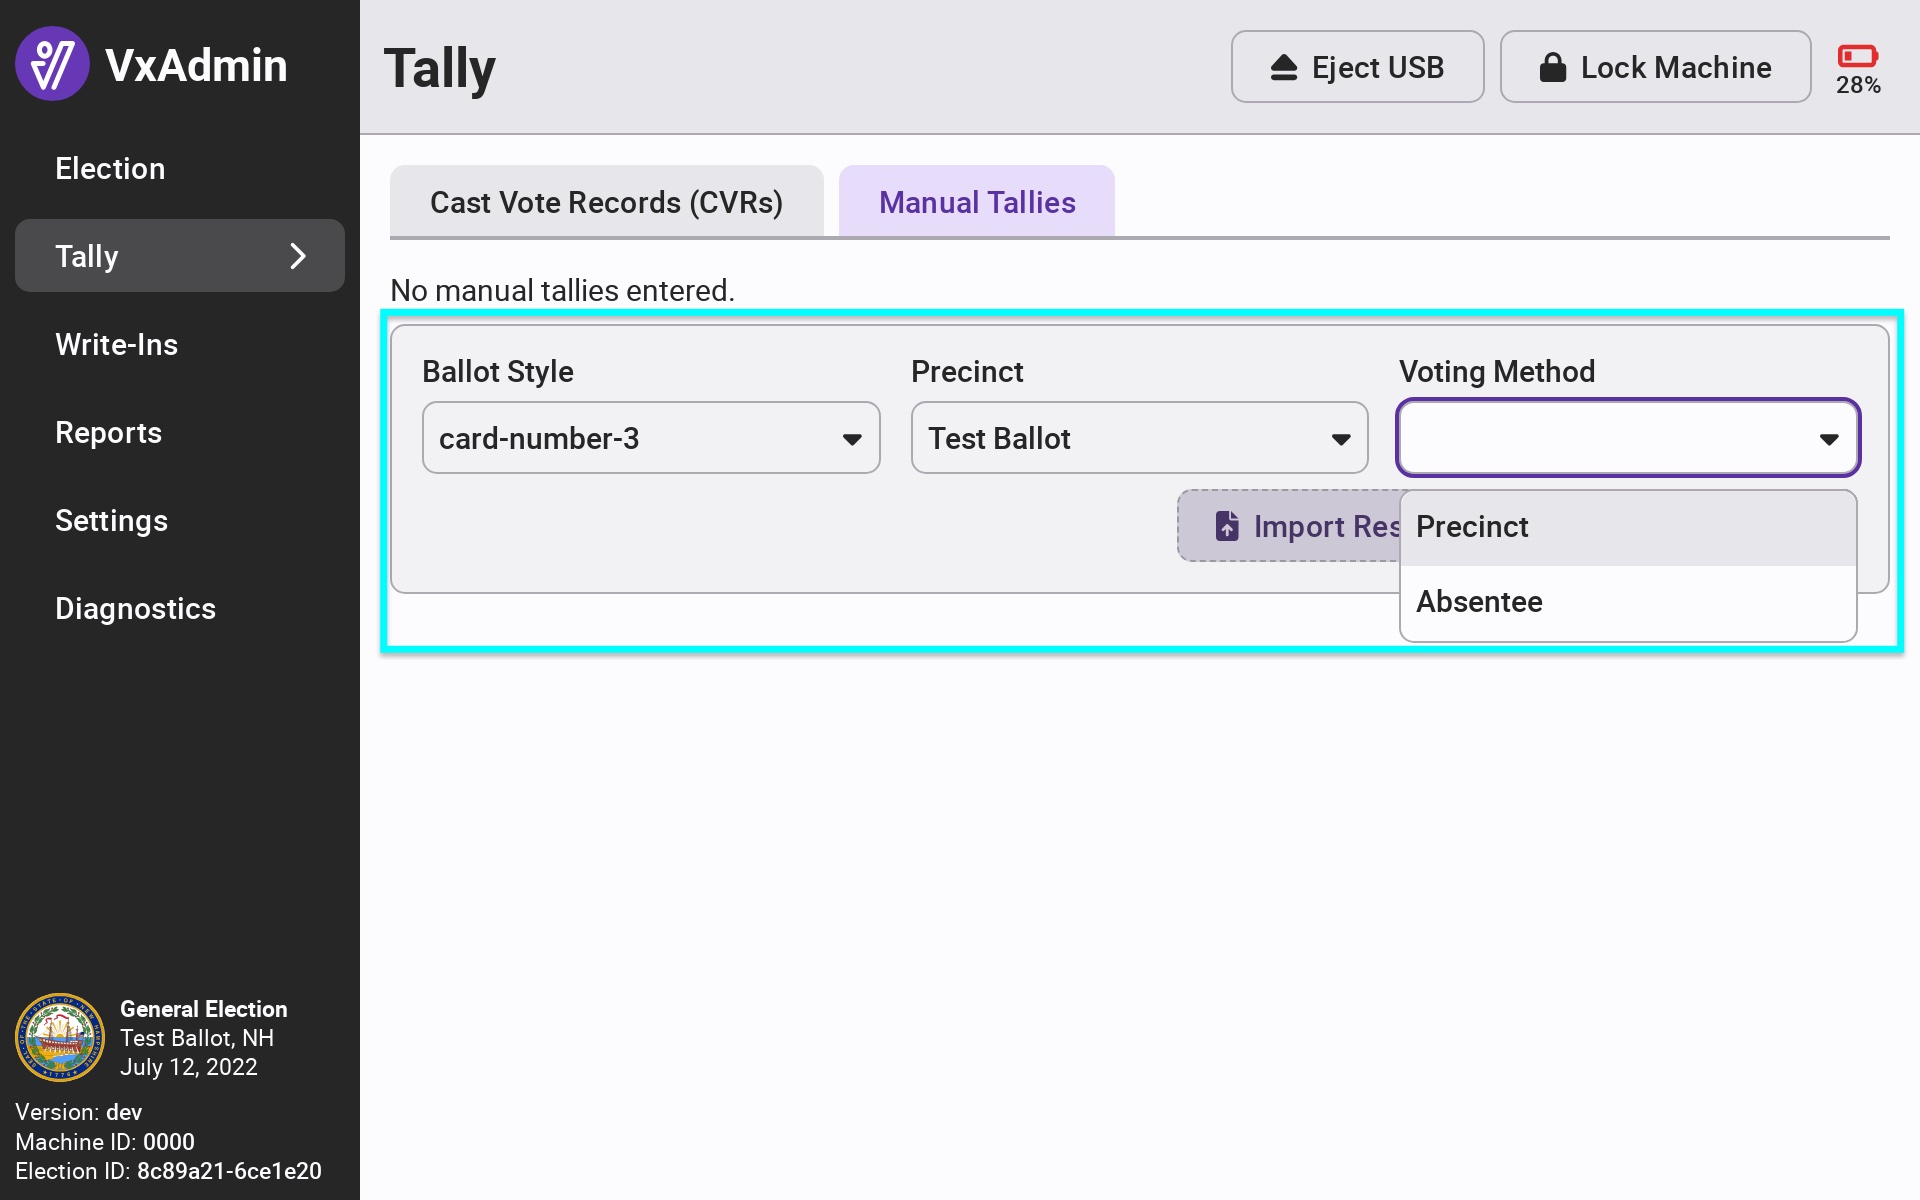 VxAdmin
Election
Tally
Write-Ins
Reports
Settings
Diagnostics
General Election
Test Ballot, NH
July 12, 2022
Version: dev
Machine ID: 0000
Election ID: 8c89a21-6ce1e20
Tally
Eject USB
Lock Machine
28%
Cast Vote Records (CVRs)
Manual Tallies
No manual tallies entered.
Ballot Style
Precinct
Voting Method
card-number-3
Test Ballot
Import Res
Precinct
Absentee